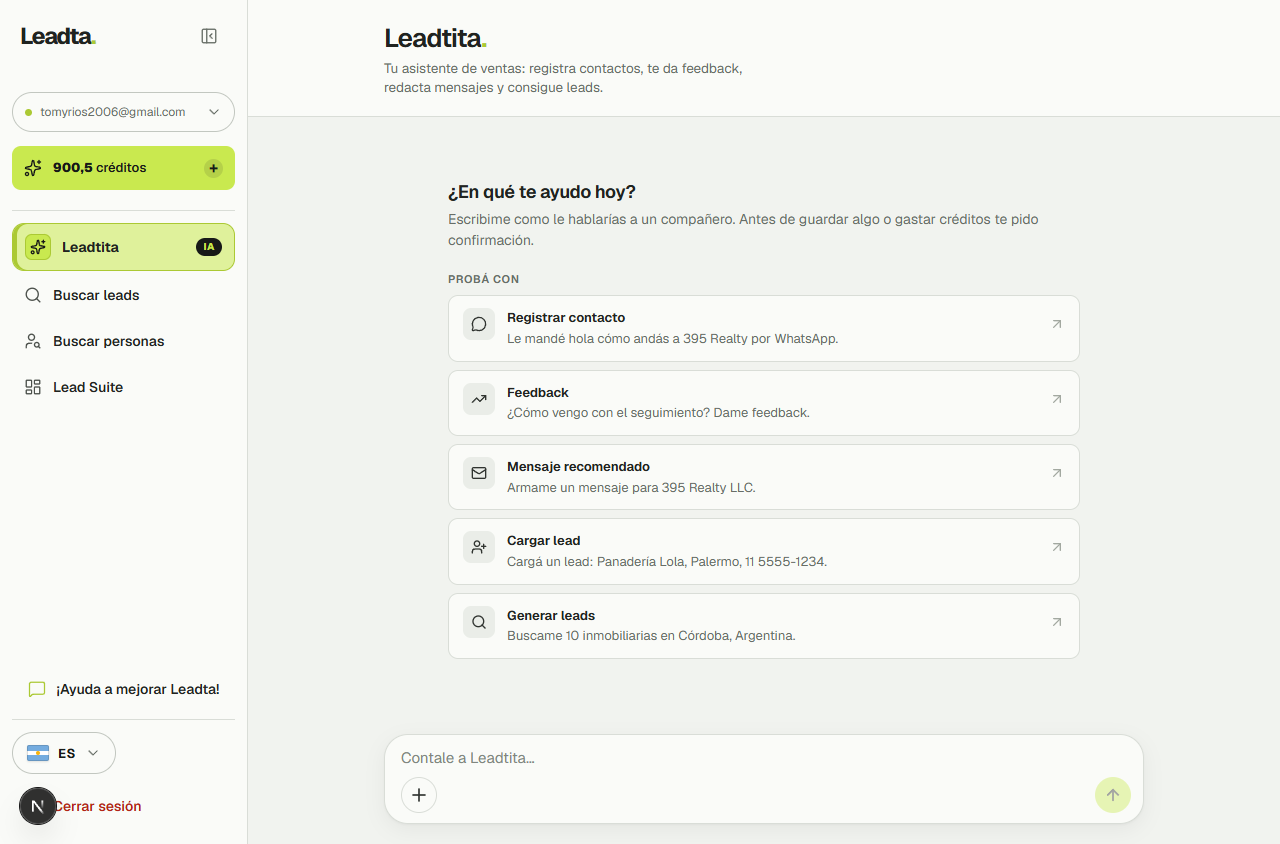 Leadta.
tomyrios2006@gmail.com
900,5 créditos
+
Leadtita
IA
Buscar leads
Buscar personas
Lead Suite
¡Ayuda a mejorar Leadta!
ES
N
Cerrar sesión
Leadtita.
Tu asistente de ventas: registra contactos, te da feedback,
redacta mensajes y consigue leads.
¿En qué te ayudo hoy?
Escribime como le hablarías a un compañero. Antes de guardar algo o gastar créditos te pido
confirmación.
PROBÁ CON
Registrar contacto
Le mandé hola cómo andás a 395 Realty por WhatsApp.
Feedback
¿Cómo vengo con el seguimiento? Dame feedback.
Mensaje recomendado
Armame un mensaje para 395 Realty LLC.
Cargar lead
Cargá un lead: Panadería Lola, Palermo, 11 5555-1234.
Generar leads
Buscame 10 inmobiliarias en Córdoba, Argentina.
Contale a Leadtita...